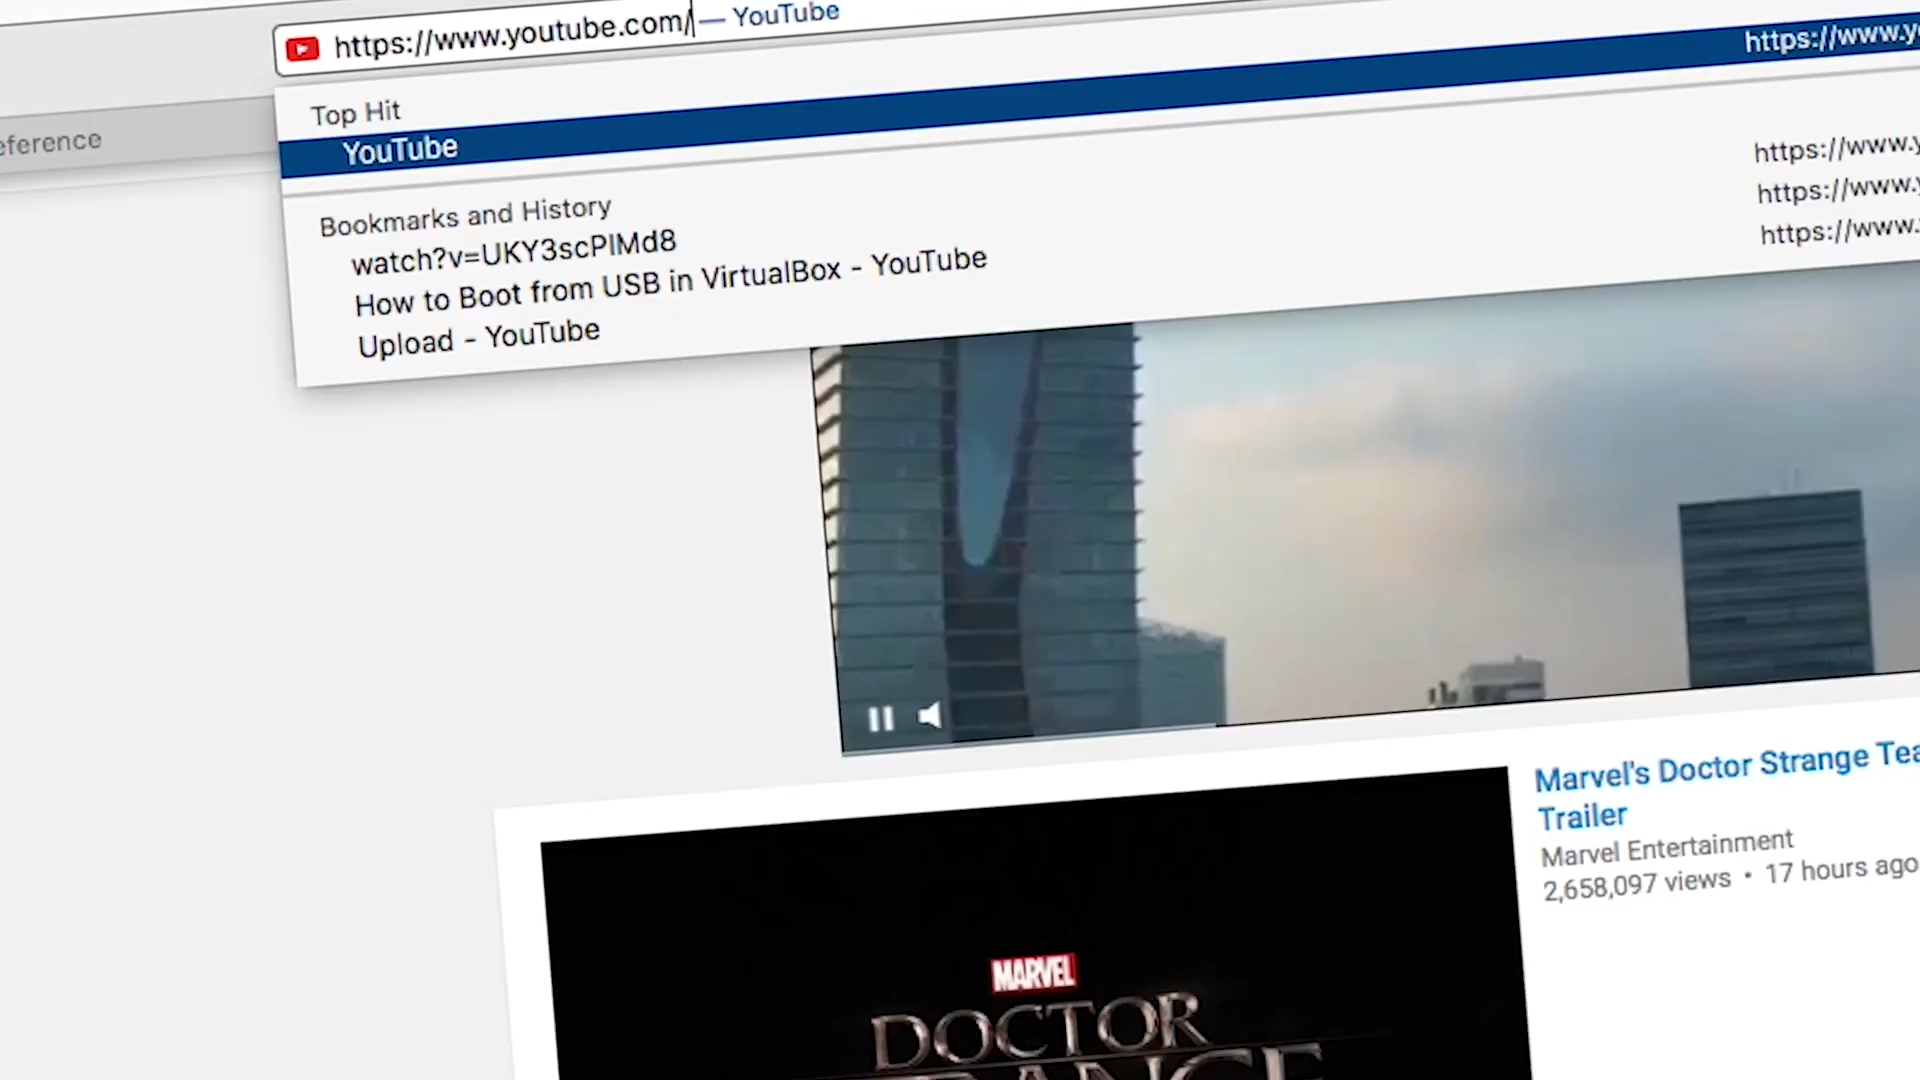 https://www.youtube.com/ — YouTube
https://www.y
Top Hit
YouTube
eference
Bookmarks and History
watch?v=UKY3scPlMd8
https://www.y
How to Boot from USB in VirtualBox - YouTube
https://www.y
Upload - YouTube
https://www.
Marvel's Doctor Strange Tea
Trailer
Marvel Entertainment
2,658,097 views • 17 hours ago
MARVEL
DOCTOR